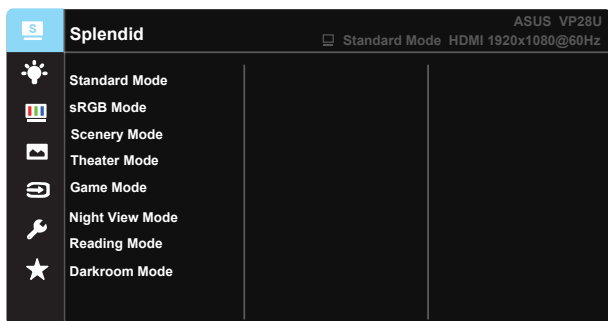 S
Splendid
ASUS VP28U
Standard Mode HDMI 1920x1080@60Hz
Standard Mode
sRGB Mode
Scenery Mode
Theater Mode
Game Mode
Night View Mode
Reading Mode
Darkroom Mode